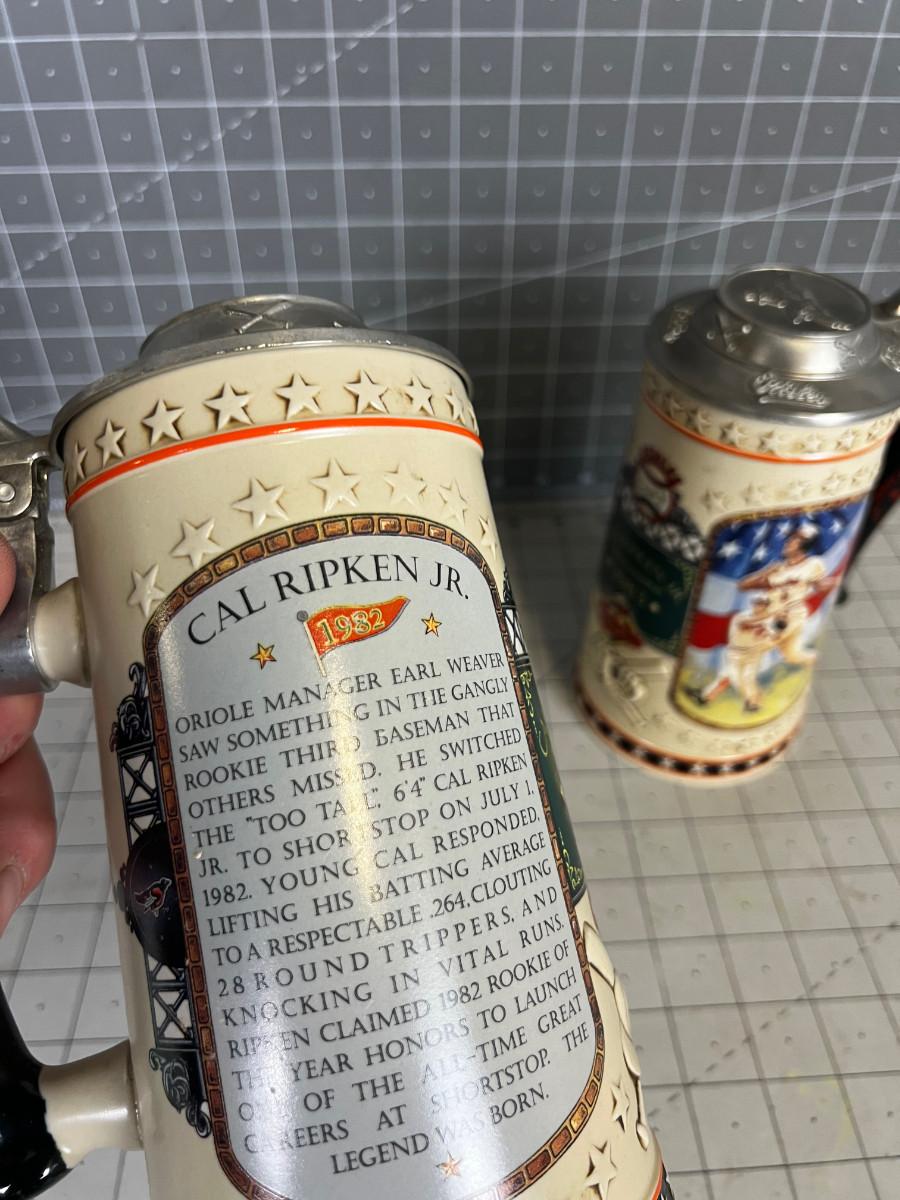 CAL RIPKEN JR.
1982
ORIOLE MANAGER EARL WEAVER
SAW SOMETHING IN THE GANGLY
ROOKIE THIRD BASEMAN THAT
OTHERS MISSED. HE SWITCHED
THE "TOO TALL", 6'4" CAL RIPKEN
JR. TO SHORTSTOP ON JULY 1,
1982. YOUNG CAL RESPONDED,
LIFTING HIS BATTING AVERAGE
TO A RESPECTABLE .264, CLOUTING
28 ROUND TRIPPERS, AND
KNOCKING IN VITAL RUNS.
RIPKEN CLAIMED 1982 ROOKIE OF
THE YEAR HONORS TO LAUNCH
ONE OF THE ALL-TIME GREAT
CAREERS AT SHORTSTOP. THE
LEGEND WAS BORN.